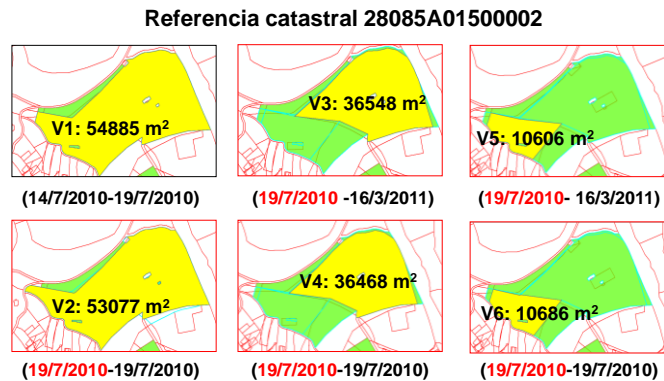 Referencia catastral 28085A01500002
V1: 54885 m²
V3: 36548 m²
V5: 10606 m²
(14/7/2010-19/7/2010)
(19/7/2010 -16/3/2011)
(19/7/2010- 16/3/2011)
V2: 53077 m²
V4: 36468 m²
V6: 10686 m²
(19/7/2010-19/7/2010)
(19/7/2010-19/7/2010)
(19/7/2010-19/7/2010)